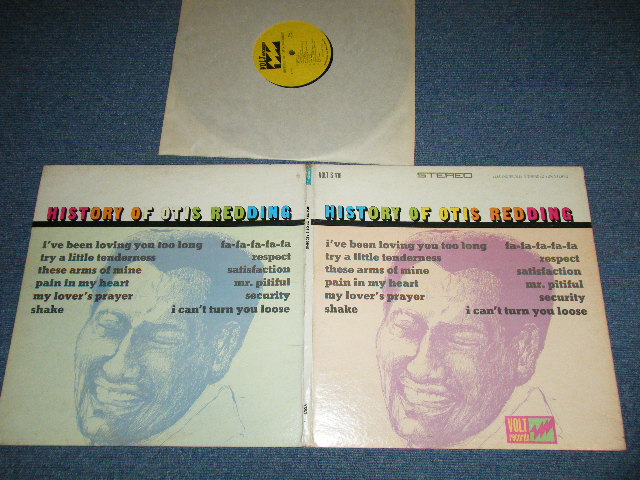 VOLT
HISTORY OF OTIS REDDING
i've been loving you too long fa-fa-fa-fa-fa
try a little tenderness respect
these arms of mine satisfaction
pain in my heart mr. pitiful
my lover's prayer security
shake i can't turn you loose
VOLT S 418
STEREO
HISTORY OF OTIS REDDING
i've been loving you too long fa-fa-fa-fa-fa
try a little tenderness respect
these arms of mine satisfaction
pain in my heart mr. pitiful
my lover's prayer security
shake i can't turn you loose
VOLT
records